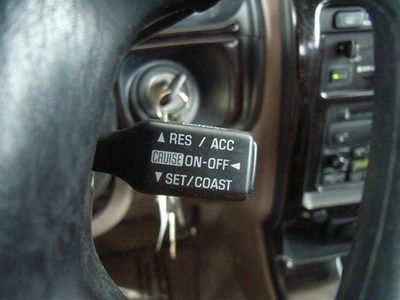 ▲ RES / ACC
CRUISE ON-OFF ◄
▼ SET/COAST